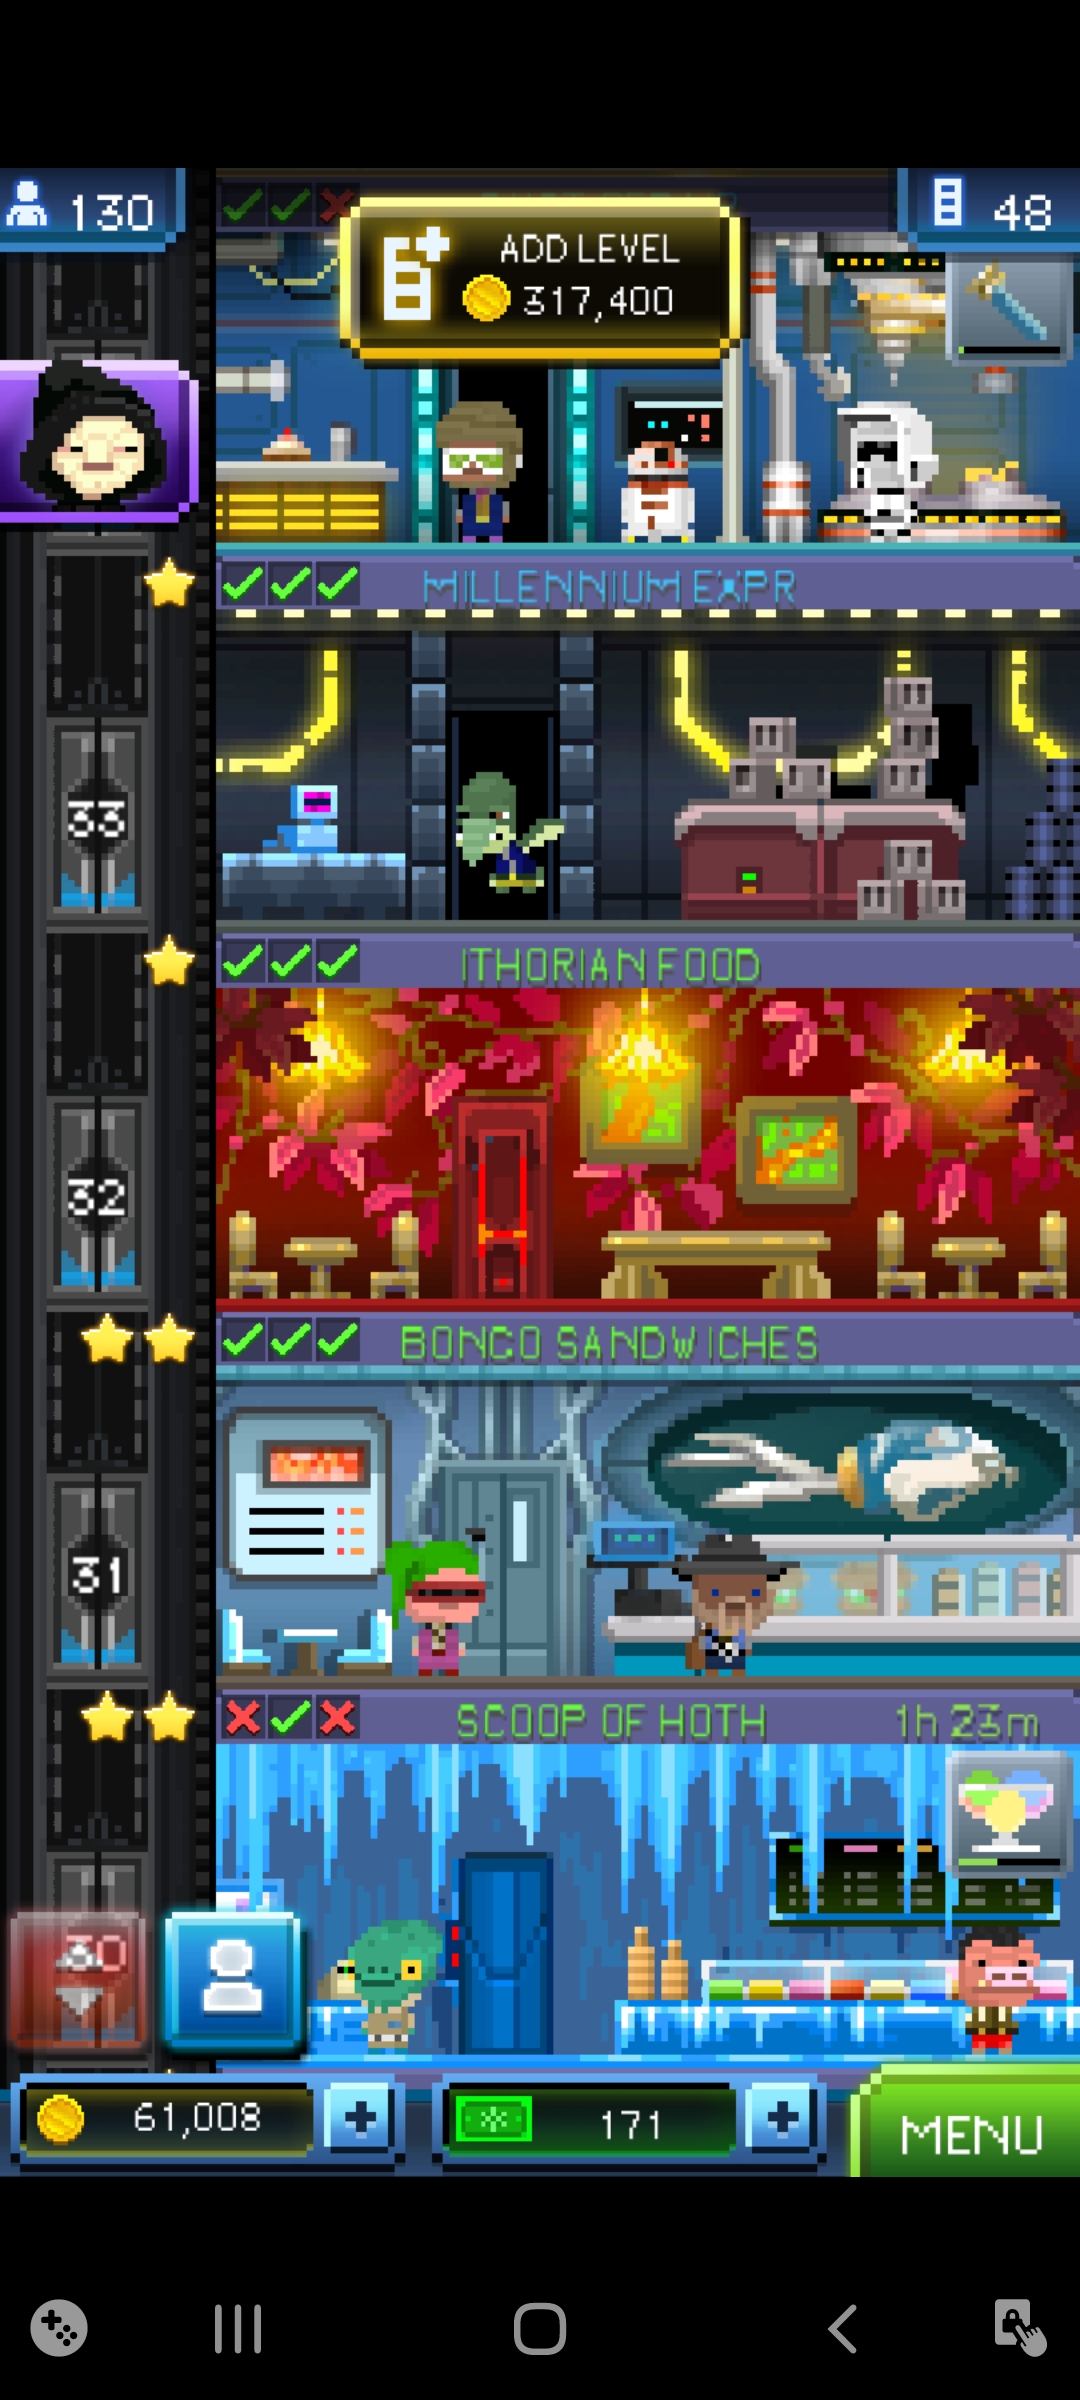 130
48
ADD LEVEL
317,400
MILLENNIUM EXPR
33
ITHORIAN FOOD
32
BONGO SANDWICHES
31
SCOOP OF HOTH 1h 23m
30
61,008
171
MENU